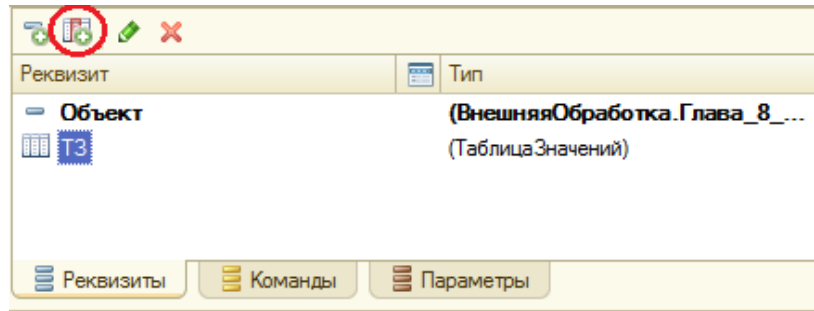 Реквизит Тип
Объект (ВнешняяОбработка.Глава_8_...
ТЗ (ТаблицаЗначений)
Реквизиты Команды Параметры